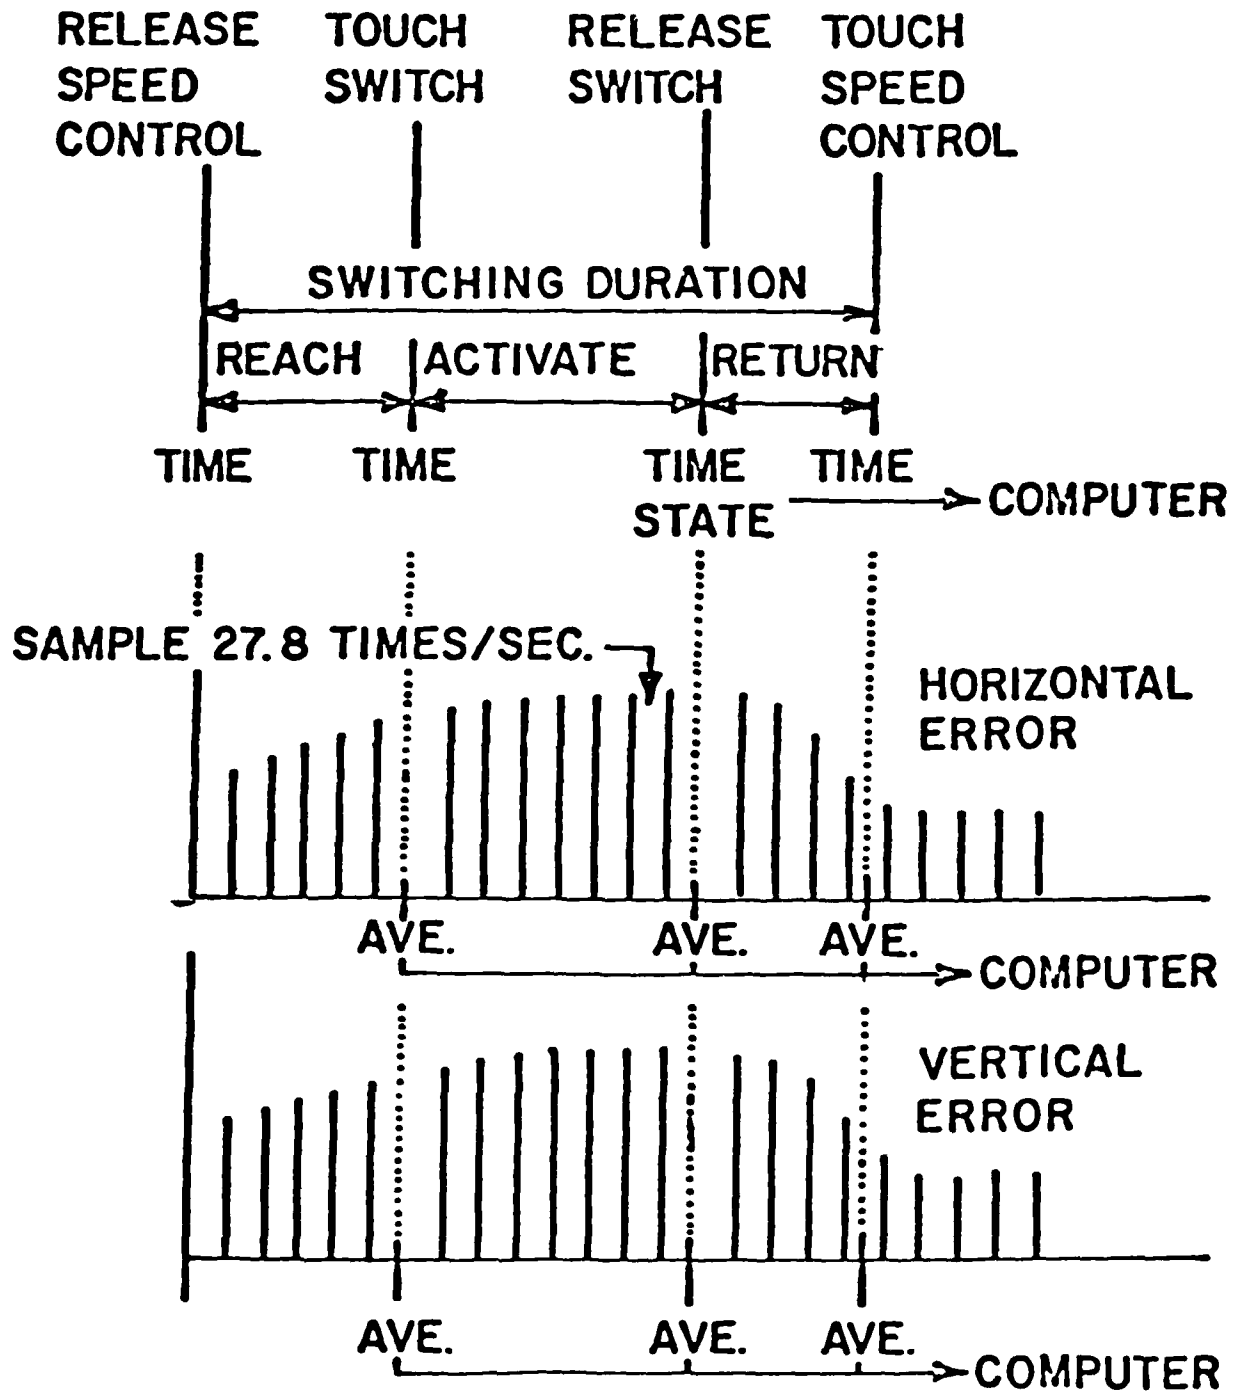 RELEASE SPEED CONTROL
TOUCH SWITCH
RELEASE SWITCH
TOUCH SPEED CONTROL
SWITCHING DURATION
REACH
ACTIVATE
RETURN
TIME
TIME
TIME
STATE
TIME
COMPUTER
SAMPLE 27.8 TIMES/SEC.
HORIZONTAL
ERROR
AVE.
AVE.
AVE.
COMPUTER
VERTICAL
ERROR
AVE.
AVE.
AVE.
COMPUTER